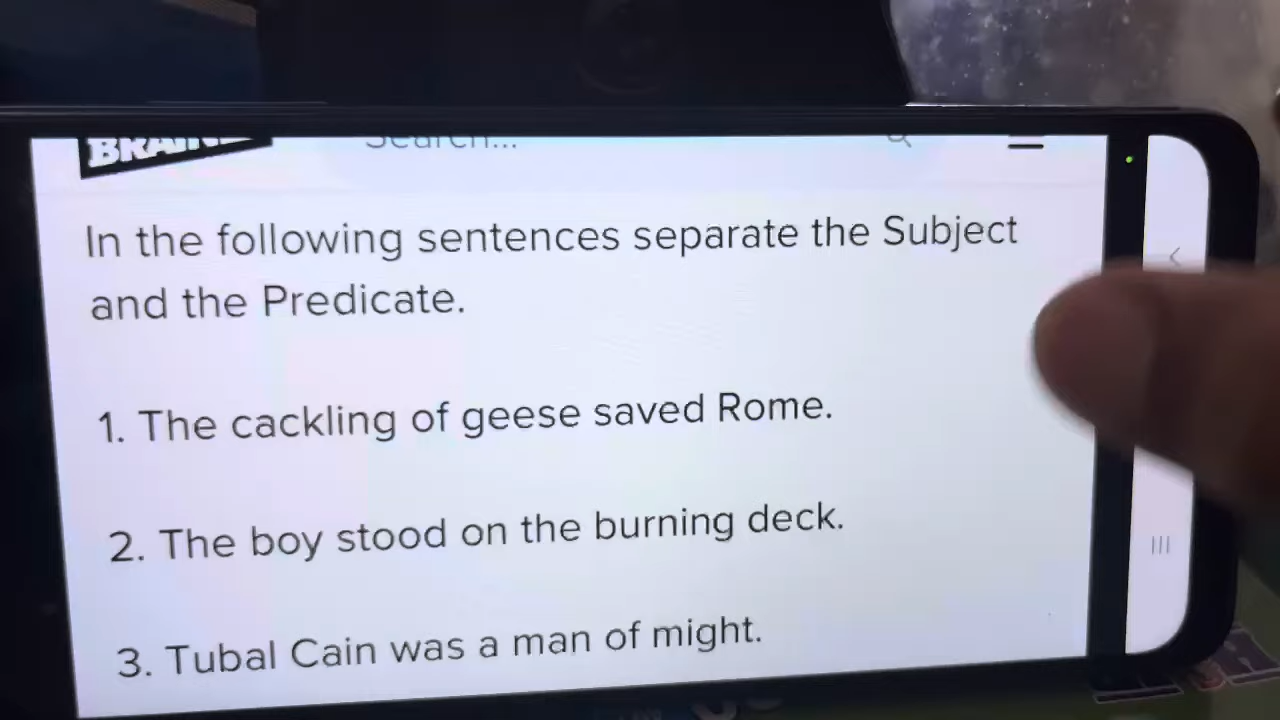 Search...
In the following sentences separate the Subject
and the Predicate.
1. The cackling of geese saved Rome.
2. The boy stood on the burning deck.
3. Tubal Cain was a man of might.